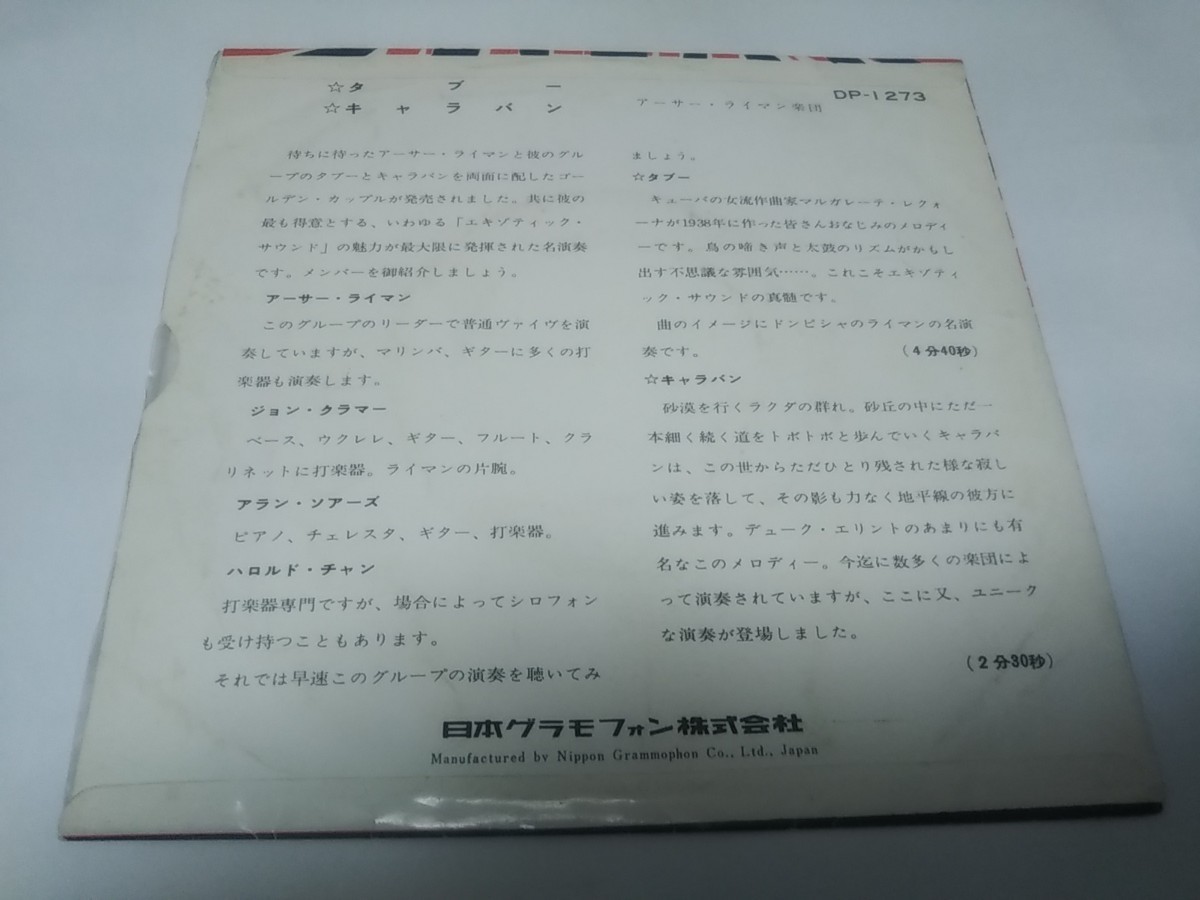 ☆タブー
☆キャラバン
アーサー・ライマン楽団
DP-1273
待ちに待ったアーサー・ライマンと彼のグル
ープのタブーとキャラバンを両面に配したゴー
ルデン・カップルが発売されました。共に彼の
最も得意とする、いわゆる「エキゾティック・
サウンド」の魅力が最大限に発揮された名演奏
です。メンバーを御紹介しましょう。
アーサー・ライマン
このグループのリーダーで普通ヴァイヴを演
奏していますが、マリンバ、ギターに多くの打
楽器も演奏します。
ジョン・クラマー
ベース、ウクレレ、ギター、フルート、クラ
リネットに打楽器。ライマンの片腕。
アラン・ソアーズ
ピアノ、チェレスタ、ギター、打楽器。
ハロルド・チャン
打楽器専門ですが、場合によってシロフォン
も受け持つこともあります。
それでは早速このグループの演奏を聴いてみ
ましょう。
☆タブー
キューバの女流作曲家マルガレーテ・レクォ
ーナが1938年に作った皆さんおなじみのメロディ
ーです。鳥の啼き声と太鼓のリズムがかもし
出す不思議な雰囲気……。これこそエキゾティ
ック・サウンドの真髄です。
曲のイメージにドンピシャのライマンの名演
奏です。
(4分40秒)
☆キャラバン
砂漠を行くラクダの群れ。砂丘の中にただ一
本細く続く道をトボトボと歩んでいくキャラバ
ンは、この世からただひとり残された様な寂し
い姿を落して、その影も力なく地平線の彼方に
進みます。デューク・エリントのあまりにも有
名なこのメロディー。今迄に数多くの楽団によ
って演奏されていますが、ここに又、ユニーク
な演奏が登場しました。
(2分30秒)
日本グラモフォン株式会社
Manufactured by Nippon Grammophon Co., Ltd., Japan